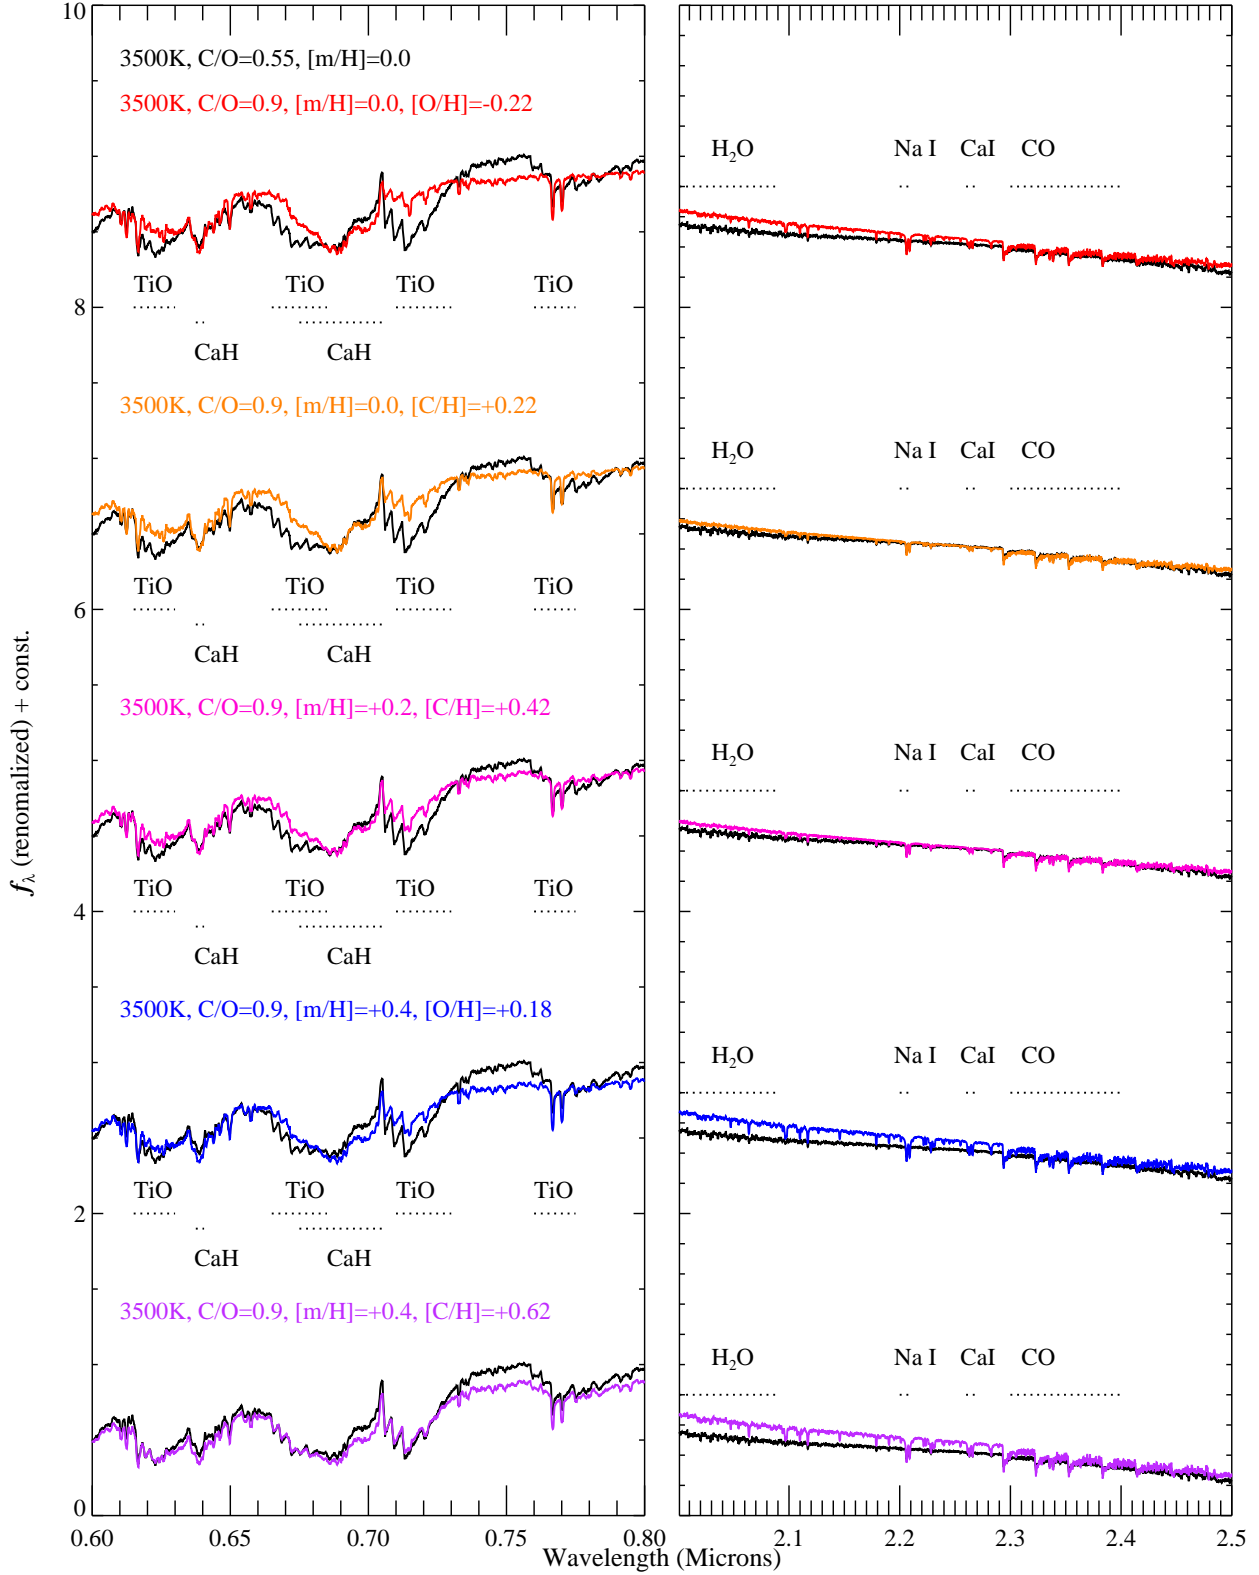 10
3500K, C/O=0.55, [m/H]=0.0
3500K, C/O=0.9, [m/H]=0.0, [O/H]=-0.22
H₂O Na I CaI CO
TiO TiO TiO TiO
8
CaH CaH
3500K, C/O=0.9, [m/H]=0.0, [C/H]=+0.22
H₂O Na I CaI CO
TiO TiO TiO TiO
6
CaH CaH
3500K, C/O=0.9, [m/H]=+0.2, [C/H]=+0.42
H₂O Na I CaI CO
TiO TiO TiO TiO
4
CaH CaH
3500K, C/O=0.9, [m/H]=+0.4, [O/H]=+0.18
H₂O Na I CaI CO
TiO TiO TiO TiO
2
CaH CaH
3500K, C/O=0.9, [m/H]=+0.4, [C/H]=+0.62
H₂O Na I CaI CO
0
fλ (renomalized) + const.
0.60 0.65 0.70 0.75 0.80 2.1 2.2 2.3 2.4 2.5
Wavelength (Microns)